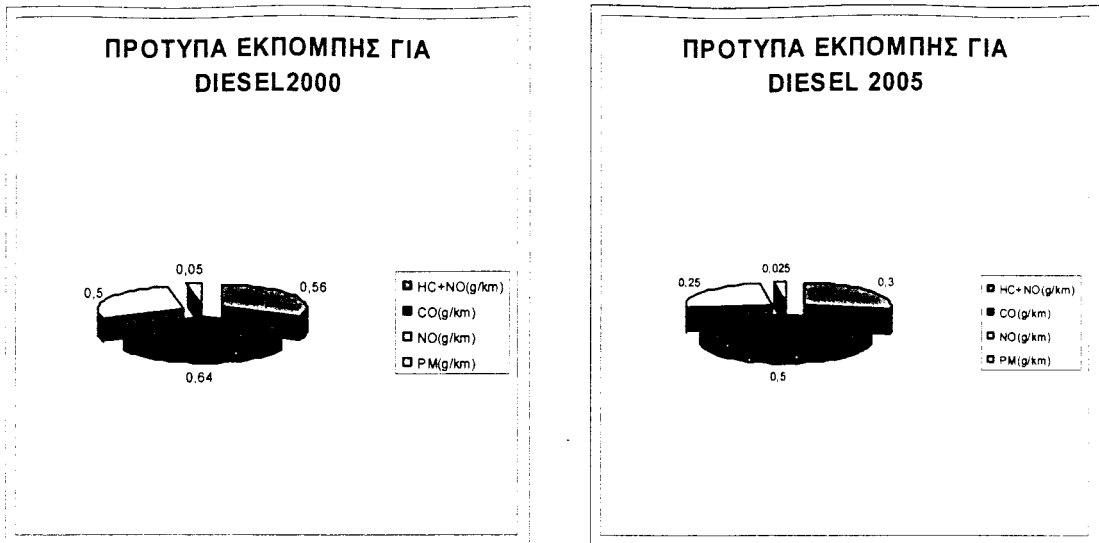 ΠΡΟΤΥΠΑ ΕΚΠΟΜΠΗΣ ΓΙΑ
DIESEL2000
0,05
0,5
0,56
0,64
HC+NO(g/km)
CO(g/km)
NO(g/km)
PM(g/km)
ΠΡΟΤΥΠΑ ΕΚΠΟΜΠΗΣ ΓΙΑ
DIESEL 2005
0,025
0,25
0,3
0,5
HC+NO(g/km)
CO(g/km)
NO(g/km)
PM(g/km)